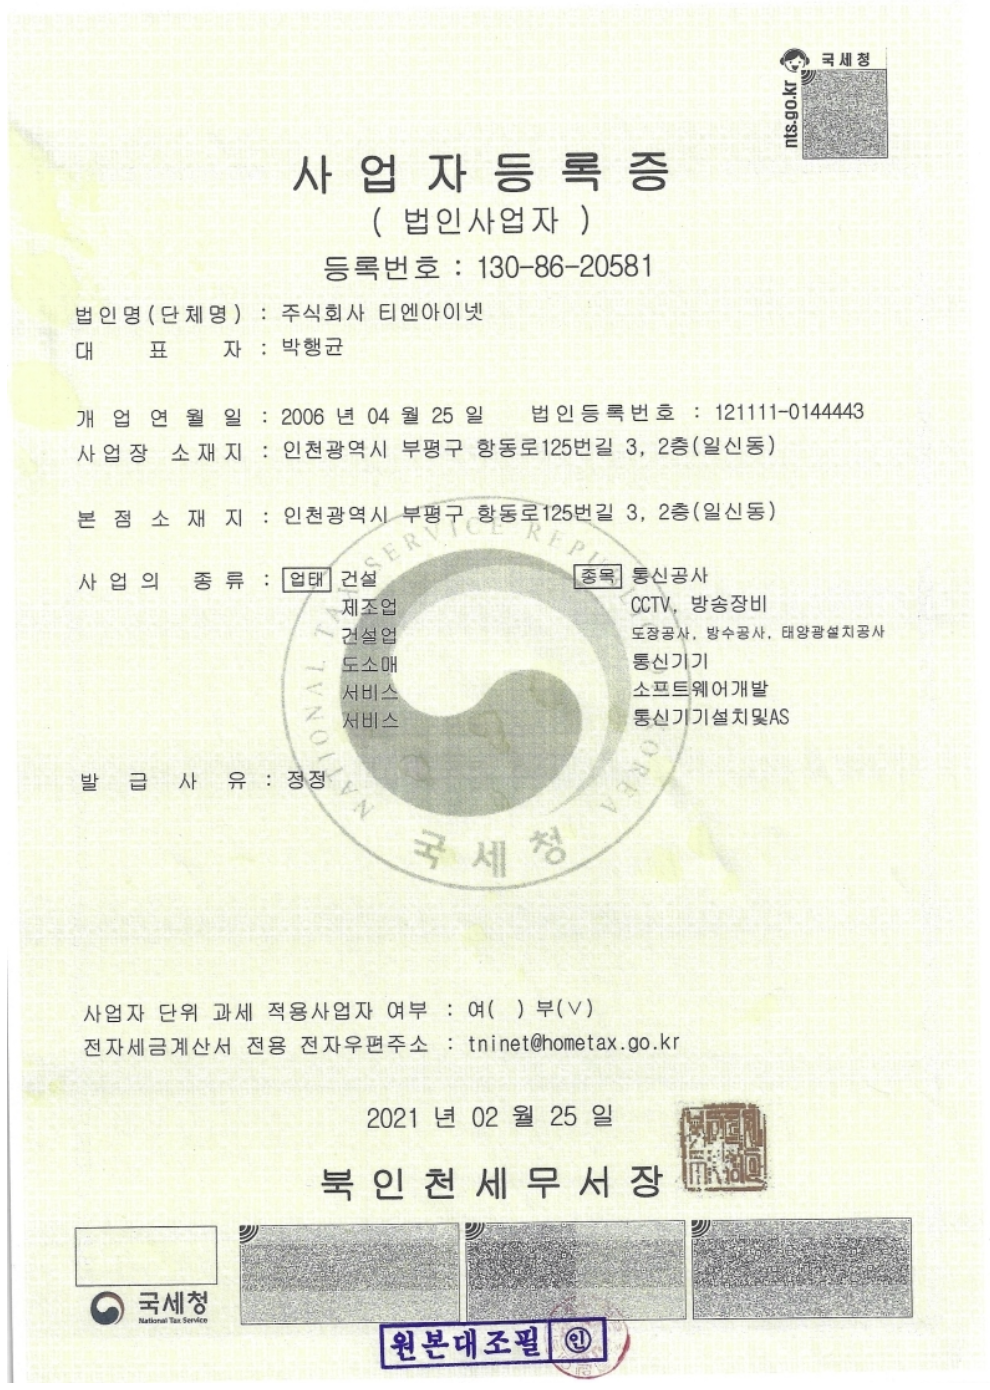 국세청
nts.go.kr
사업자등록증
( 법인사업자 )
등록번호 : 130-86-20581
법인명(단체명) : 주식회사 티엔아이넷
대 표 자 : 박행균
개 업 연 월 일 : 2006 년 04 월 25 일 법인등록번호 : 121111-0144443
사업장 소재지 : 인천광역시 부평구 항동로125번길 3, 2층(일신동)
본 점 소 재 지 : 인천광역시 부평구 항동로125번길 3, 2층(일신동)
사 업 의 종 류 : 업태 건설 종목 통신공사
제조업 CCTV, 방송장비
건설업 도장공사, 방수공사, 태양광설치공사
도소매 통신기기
서비스 소프트웨어개발
서비스 통신기기설치및AS
NATIONAL TAX SERVICE REPUBLIC OF KOREA
국세청
발 급 사 유 : 정정
사업자 단위 과세 적용사업자 여부 : 여( ) 부(∨)
전자세금계산서 전용 전자우편주소 : tninet@hometax.go.kr
2021 년 02 월 25 일
북인천세무서장
국세청
National Tax Service
원본대조필 인